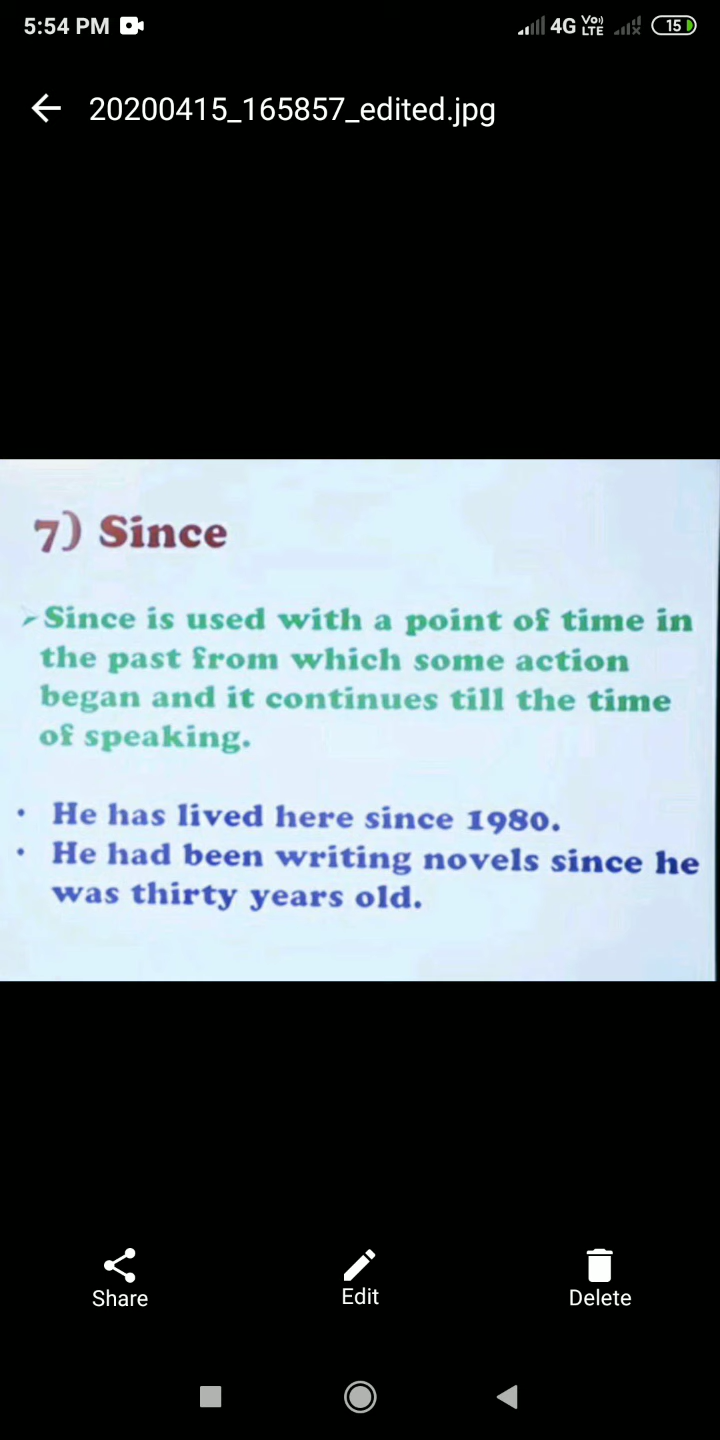 5:54 PM 4G Vo)) LTE 15
20200415_165857_edited.jpg
7) Since
➢Since is used with a point of time in
the past from which some action
began and it continues till the time
of speaking.
• He has lived here since 1980.
• He had been writing novels since he
was thirty years old.
Share Edit Delete